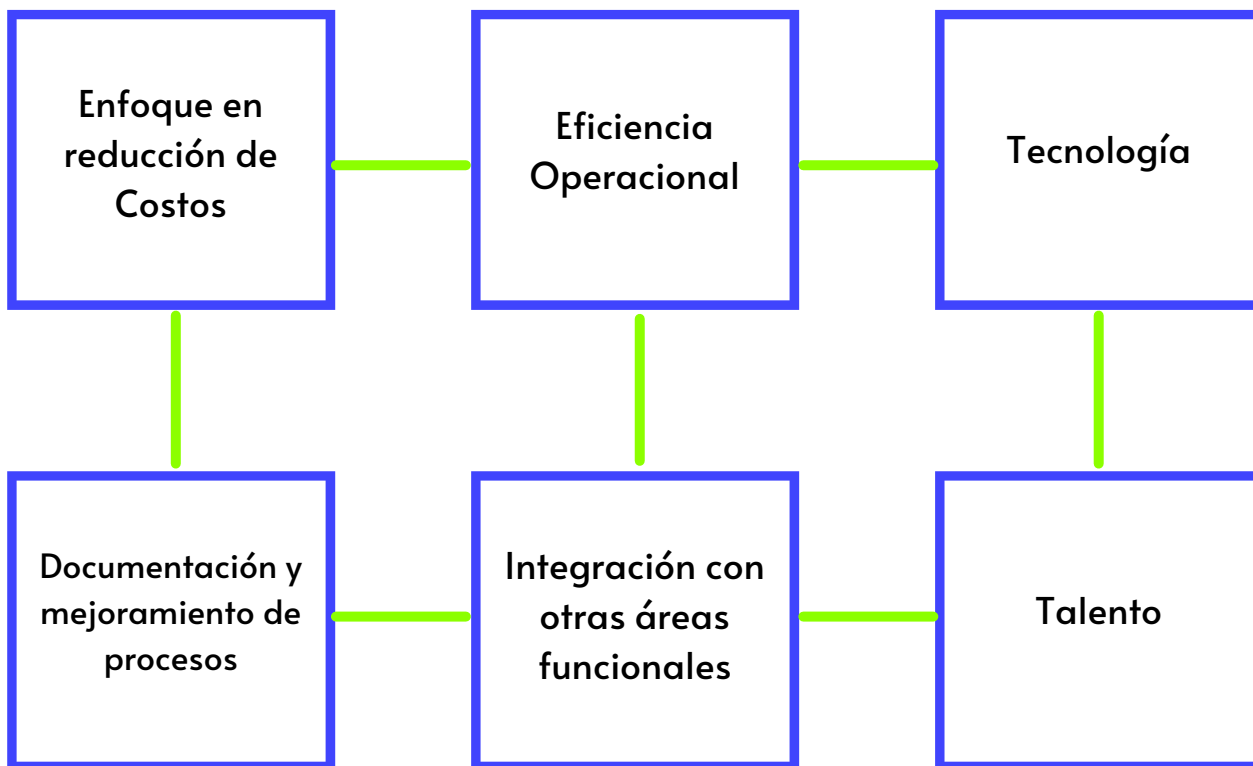 Enfoque en
reducción de
Costos
Eficiencia
Operacional
Tecnología
Documentación y
mejoramiento de
procesos
Integración con
otras áreas
funcionales
Talento